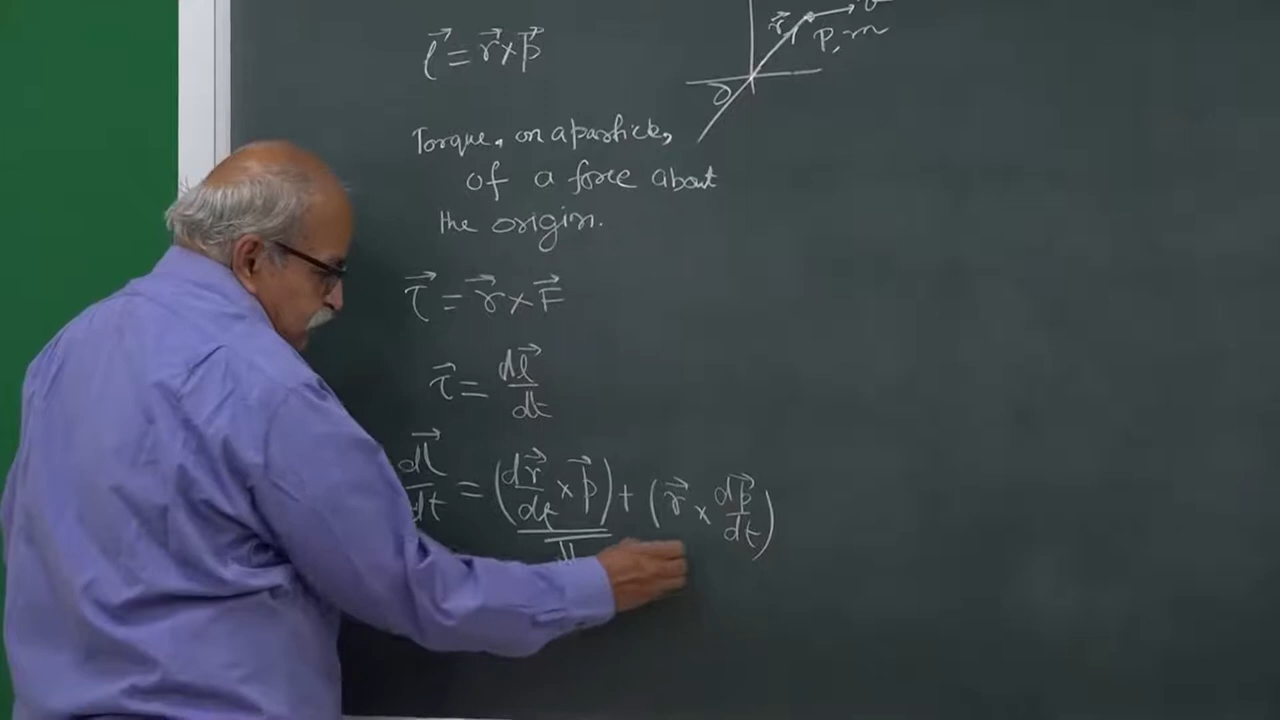 l⃗ = r⃗ × p⃗
r⃗
P, m
O
Torque, on a particle,
of a force about
the origin.
τ⃗ = r⃗ × F⃗
τ⃗ = dl⃗/dt
dl⃗/dt = (dr⃗/dt × p⃗) + (r⃗ × dp⃗/dt)